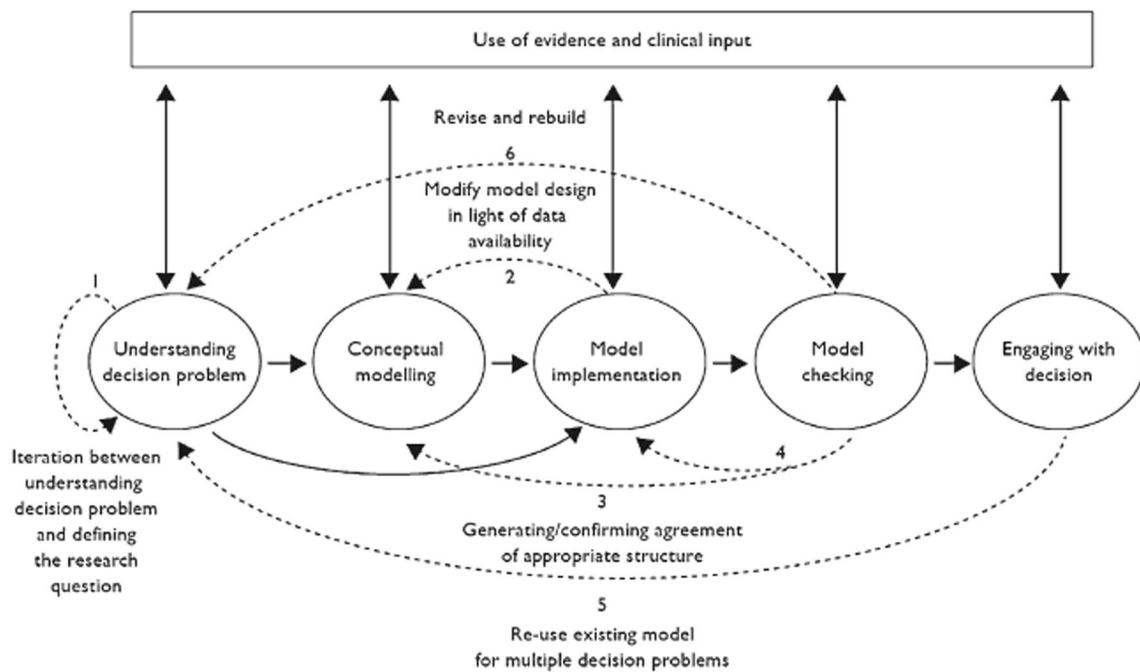 Use of evidence and clinical input
Revise and rebuild
6
Modify model design
in light of data
availability
2
1
Understanding
decision problem
Conceptual
modelling
Model
implementation
Model
checking
Engaging with
decision
Iteration between
understanding
decision problem
and defining
the research
question
4
3
Generating/confirming agreement
of appropriate structure
5
Re-use existing model
for multiple decision problems